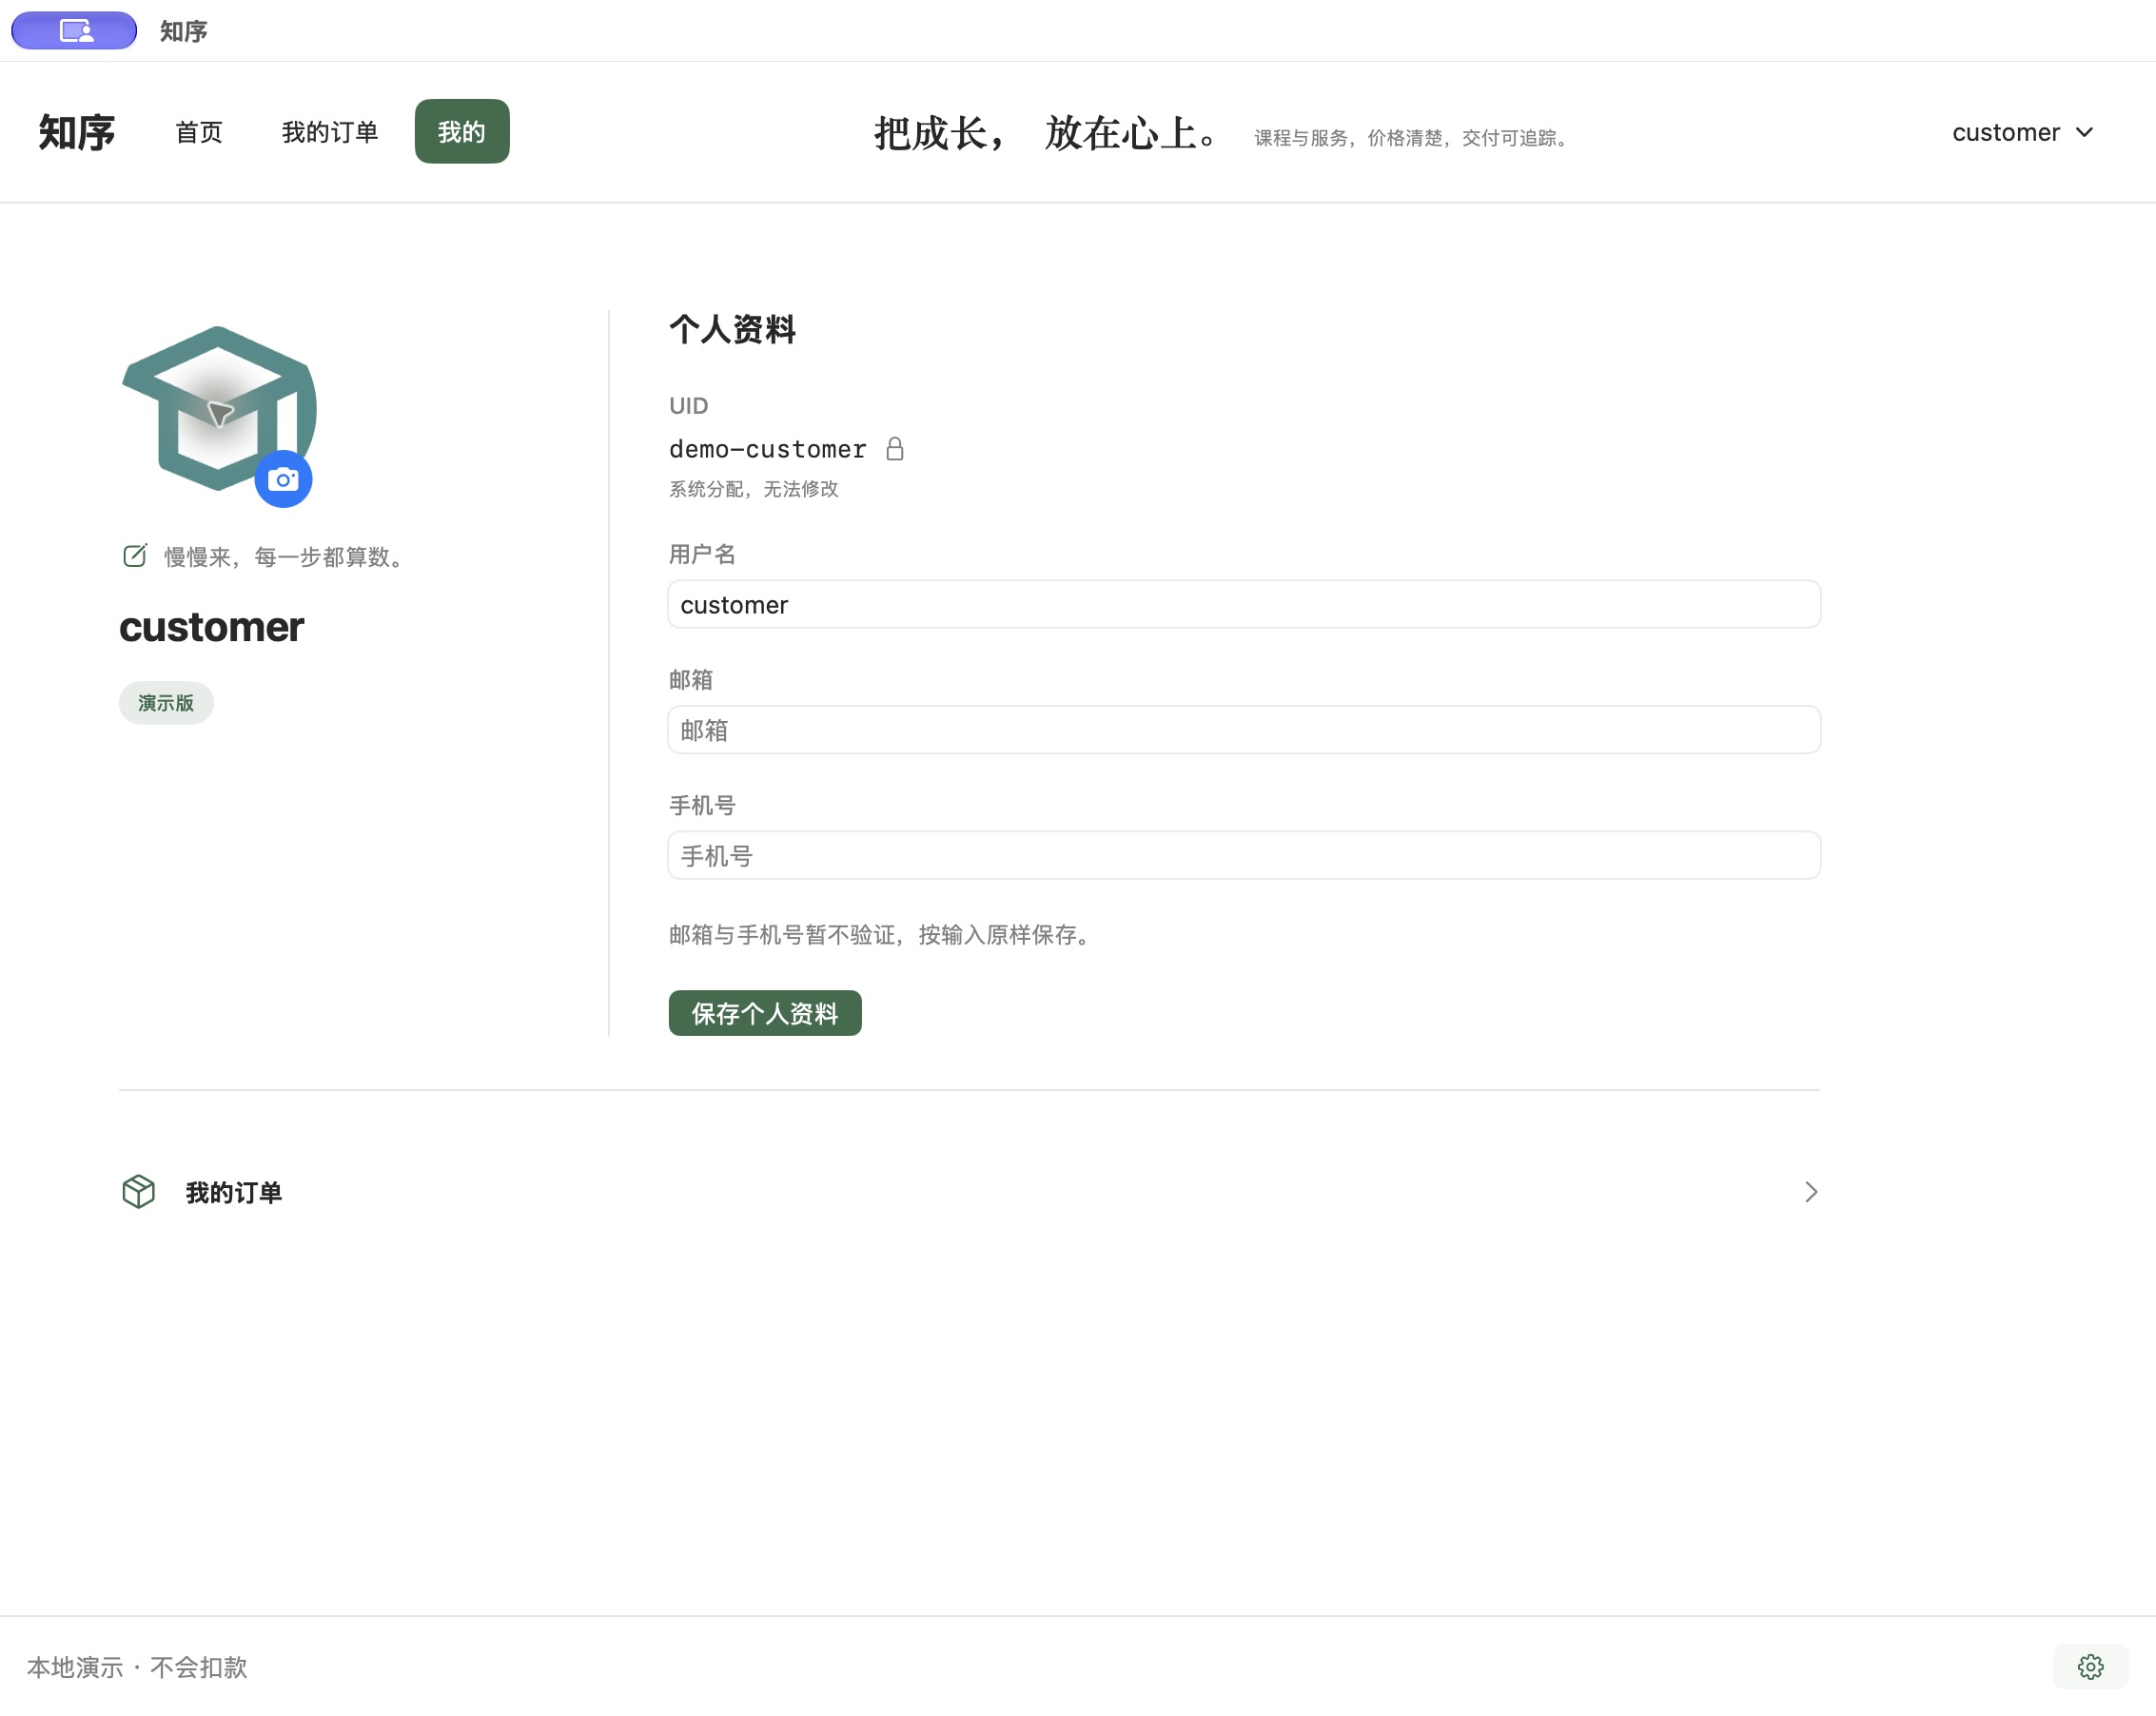 知序
知序 首页 我的订单 我的 把成长， 放在心上。 课程与服务，价格清楚，交付可追踪。 customer
个人资料
UID
demo-customer
系统分配，无法修改
慢慢来，每一步都算数。
customer
演示版
用户名
customer
邮箱
邮箱
手机号
手机号
邮箱与手机号暂不验证，按输入原样保存。
保存个人资料
我的订单
本地演示 · 不会扣款